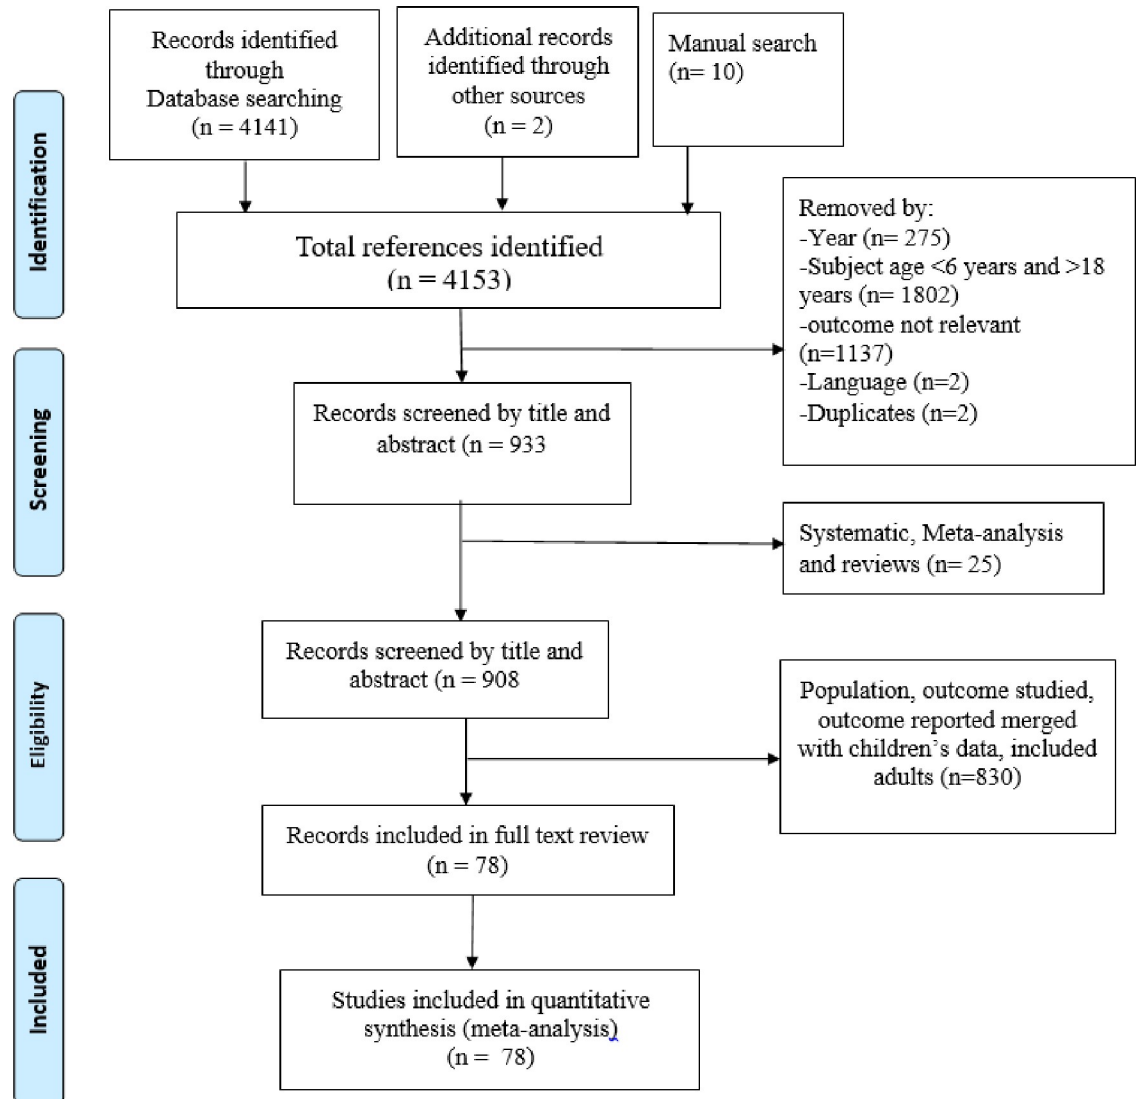 Records identified
through
Database searching
(n = 4141)
Additional records
identified through
other sources
(n = 2)
Manual search
(n= 10)
Identification
Total references identified
(n = 4153)
Removed by:
-Year (n= 275)
-Subject age <6 years and >18
years (n= 1802)
-outcome not relevant
(n=1137)
-Language (n=2)
-Duplicates (n=2)
Screening
Records screened by title and
abstract (n = 933
Systematic, Meta-analysis
and reviews (n= 25)
Eligibility
Records screened by title and
abstract (n = 908
Population, outcome studied,
outcome reported merged
with children’s data, included
adults (n=830)
Records included in full text review
(n = 78)
Included
Studies included in quantitative
synthesis (meta-analysis)
(n = 78)